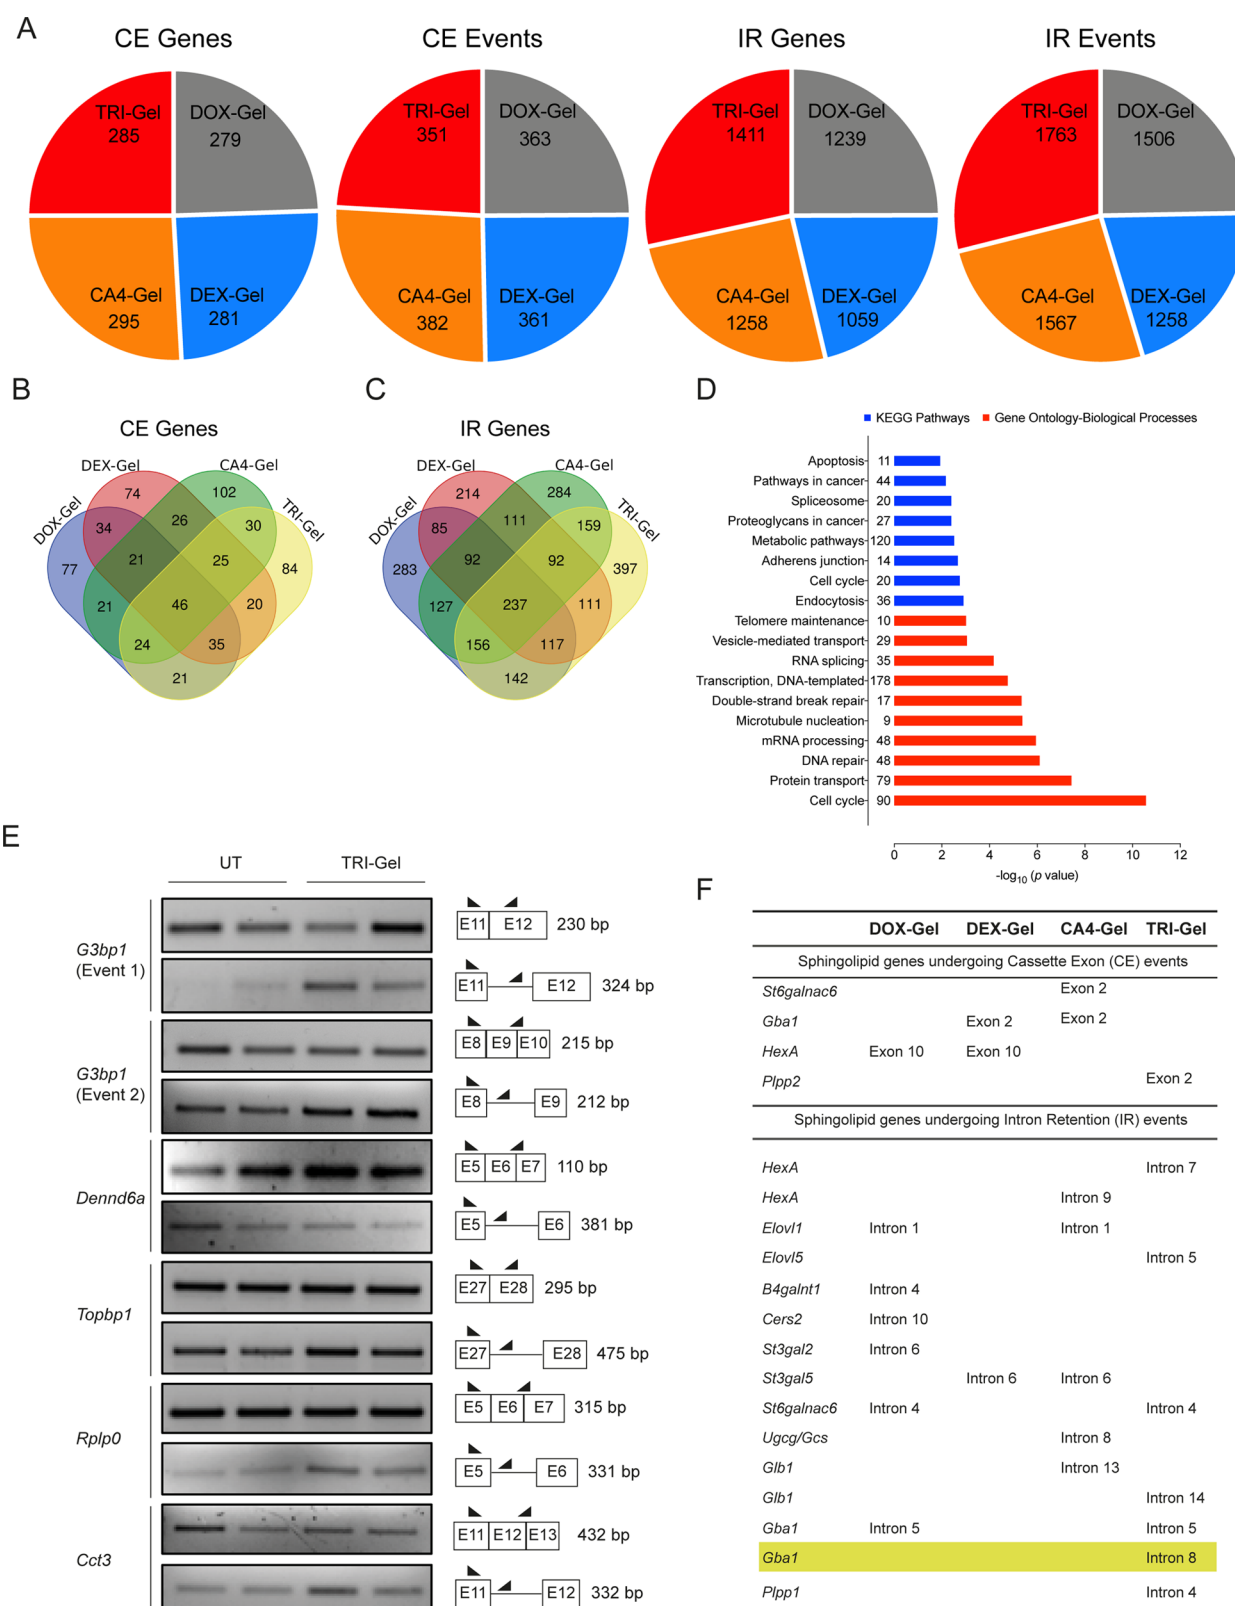 A
CE Genes
CE Events
IR Genes
IR Events
TRI-Gel
285
DOX-Gel
279
CA4-Gel
295
DEX-Gel
281
TRI-Gel
351
DOX-Gel
363
CA4-Gel
382
DEX-Gel
361
TRI-Gel
1411
DOX-Gel
1239
CA4-Gel
1258
DEX-Gel
1059
TRI-Gel
1763
DOX-Gel
1506
CA4-Gel
1567
DEX-Gel
1258
B
CE Genes
DOX-Gel
DEX-Gel
CA4-Gel
TRI-Gel
74
102
34
26
30
77
21
25
84
21
46
20
24
35
21
C
IR Genes
DOX-Gel
DEX-Gel
CA4-Gel
TRI-Gel
214
284
85
111
159
283
92
92
397
127
237
111
156
117
142
D
KEGG Pathways
Gene Ontology-Biological Processes
Apoptosis 11
Pathways in cancer 44
Spliceosome 20
Proteoglycans in cancer 27
Metabolic pathways 120
Adherens junction 14
Cell cycle 20
Endocytosis 36
Telomere maintenance 10
Vesicle-mediated transport 29
RNA splicing 35
Transcription, DNA-templated 178
Double-strand break repair 17
Microtubule nucleation 9
mRNA processing 48
DNA repair 48
Protein transport 79
Cell cycle 90
0 2 4 6 8 10 12
-log10 (p value)
E
UT TRI-Gel
G3bp1
(Event 1)
E11 E12 230 bp
E11 E12 324 bp
G3bp1
(Event 2)
E8 E9 E10 215 bp
E8 E9 212 bp
Dennd6a
E5 E6 E7 110 bp
E5 E6 381 bp
Topbp1
E27 E28 295 bp
E27 E28 475 bp
Rplp0
E5 E6 E7 315 bp
E5 E6 331 bp
Cct3
E11 E12 E13 432 bp
E11 E12 332 bp
F
DOX-Gel DEX-Gel CA4-Gel TRI-Gel
Sphingolipid genes undergoing Cassette Exon (CE) events
St6galnac6 Exon 2
Gba1 Exon 2 Exon 2
HexA Exon 10 Exon 10
Plpp2 Exon 2
Sphingolipid genes undergoing Intron Retention (IR) events
HexA Intron 7
HexA Intron 9
Elovl1 Intron 1 Intron 1
Elovl5 Intron 5
B4galnt1 Intron 4
Cers2 Intron 10
St3gal2 Intron 6
St3gal5 Intron 6 Intron 6
St6galnac6 Intron 4 Intron 4
Ugcg/Gcs Intron 8
Glb1 Intron 13
Glb1 Intron 14
Gba1 Intron 5 Intron 5
Gba1 Intron 8
Plpp1 Intron 4